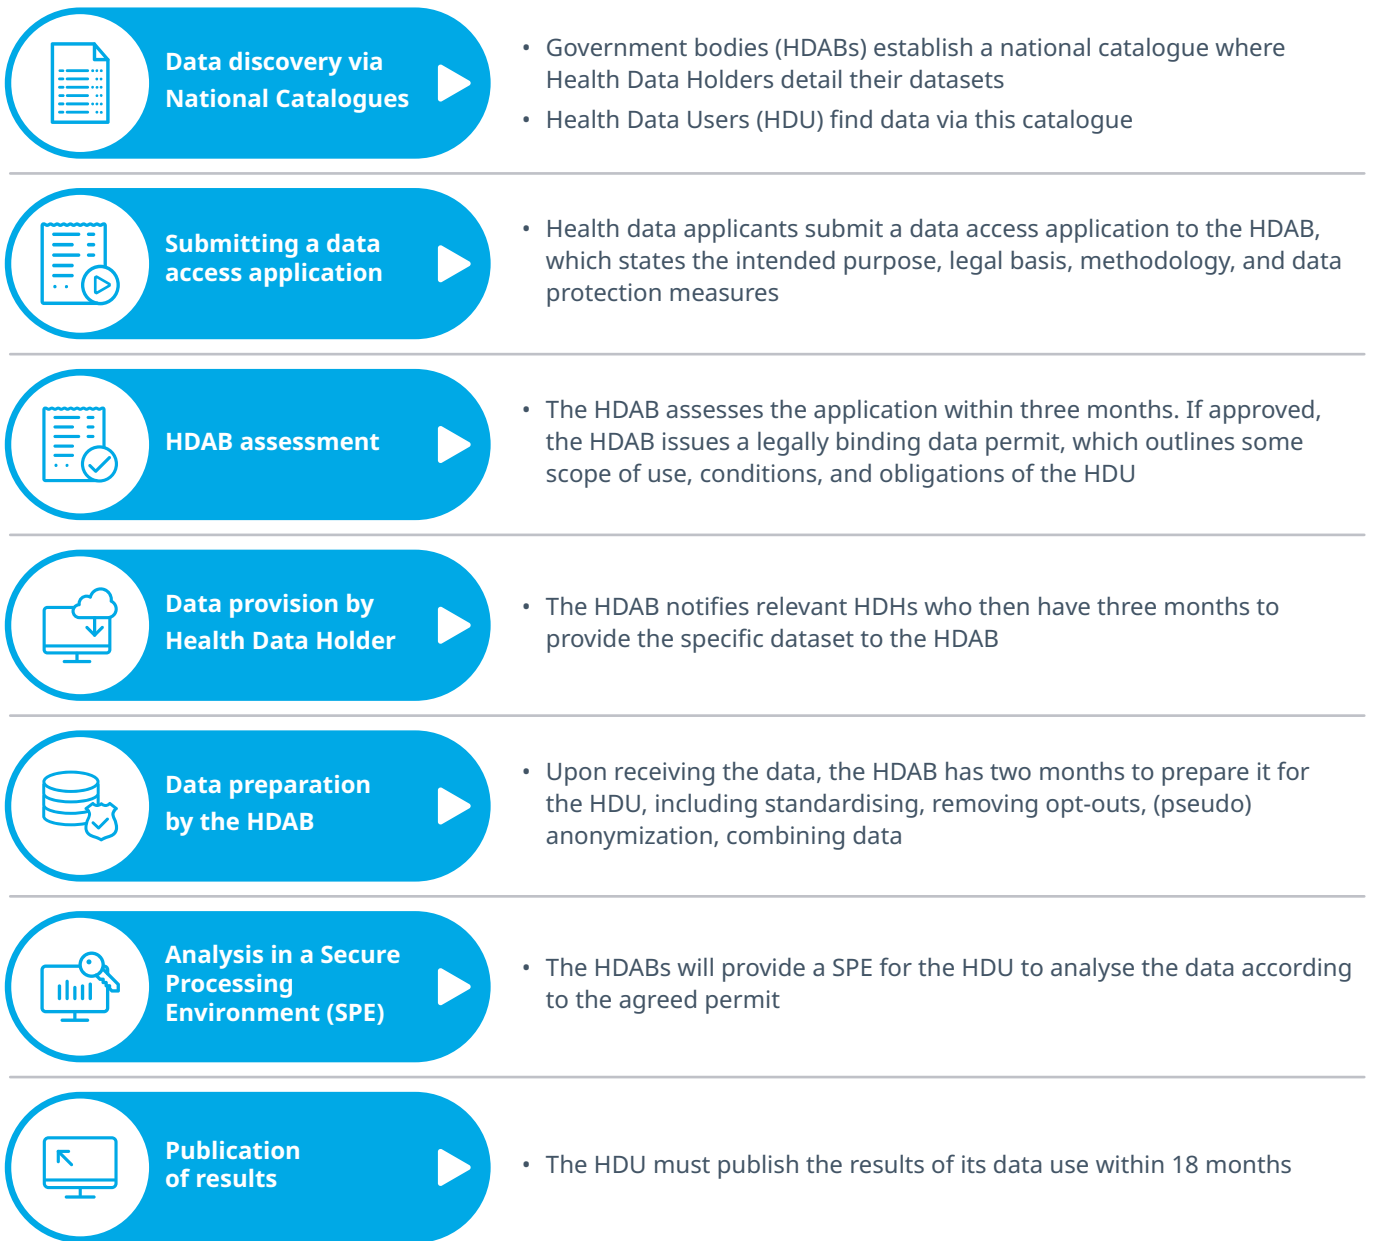 Data discovery via
National Catalogues
• Government bodies (HDABs) establish a national catalogue where
Health Data Holders detail their datasets
• Health Data Users (HDU) find data via this catalogue
Submitting a data
access application
• Health data applicants submit a data access application to the HDAB,
which states the intended purpose, legal basis, methodology, and data
protection measures
HDAB assessment
• The HDAB assesses the application within three months. If approved,
the HDAB issues a legally binding data permit, which outlines some
scope of use, conditions, and obligations of the HDU
Data provision by
Health Data Holder
• The HDAB notifies relevant HDHs who then have three months to
provide the specific dataset to the HDAB
Data preparation
by the HDAB
• Upon receiving the data, the HDAB has two months to prepare it for
the HDU, including standardising, removing opt-outs, (pseudo)
anonymization, combining data
Analysis in a Secure
Processing
Environment (SPE)
• The HDABs will provide a SPE for the HDU to analyse the data according
to the agreed permit
Publication
of results
• The HDU must publish the results of its data use within 18 months